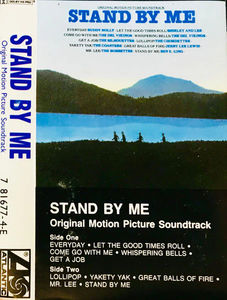 STAND BY ME
Original Motion Picture Soundtrack
7 81677-4-E
ATLANTIC
ORIGINAL MOTION PICTURE SOUNDTRACK
STAND BY ME
EVERYDAY BUDDY HOLLY LET THE GOOD TIMES ROLL SHIRLEY AND LEE
COME GO WITH ME THE DEL VIKINGS WHISPERING BELLS THE DEL VIKINGS
GET A JOB THE SILHOUETTES LOLLIPOP THE CHORDETTES
YAKETY YAK THE COASTERS GREAT BALLS OF FIRE JERRY LEE LEWIS
MR. LEE THE BOBBETTES STAND BY ME BEN E. KING
STAND BY ME
Original Motion Picture Soundtrack
Side One
EVERYDAY • LET THE GOOD TIMES ROLL •
COME GO WITH ME • WHISPERING BELLS •
GET A JOB
Side Two
LOLLIPOP • YAKETY YAK • GREAT BALLS OF FIRE •
MR. LEE • STAND BY ME